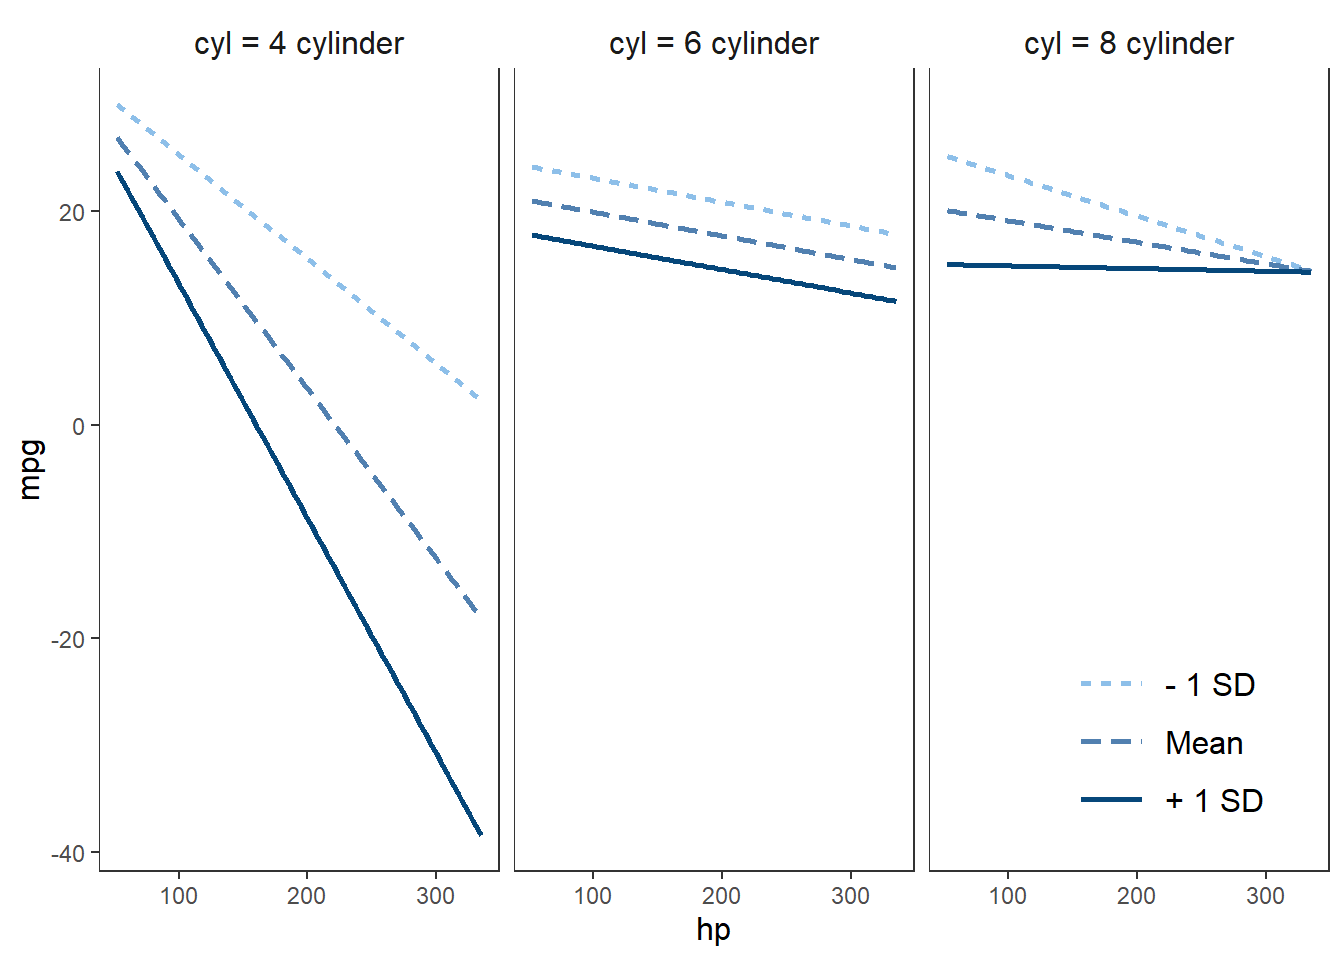 cyl = 4 cylinder
cyl = 6 cylinder
cyl = 8 cylinder
mpg
20
0
-20
-40
- 1 SD
Mean
+ 1 SD
100 200 300
100 200 300
100 200 300
hp